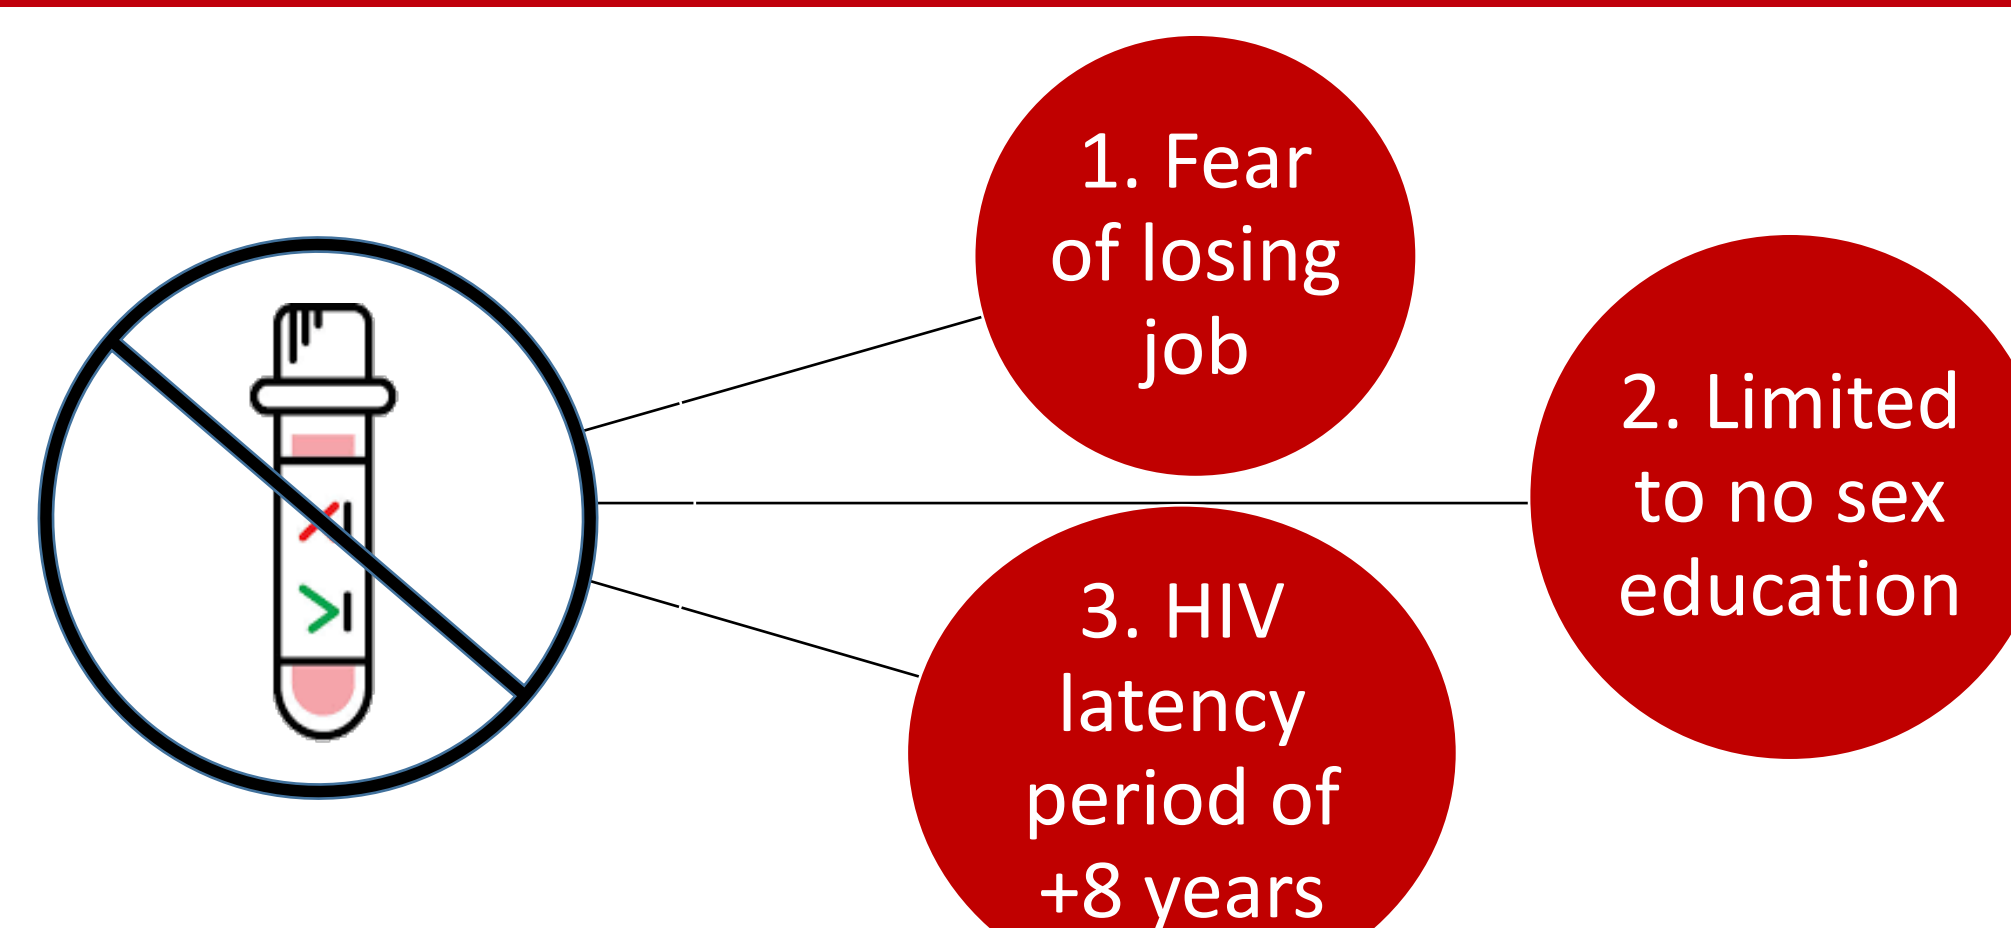 1. Fear
of losing
job
2. Limited
to no sex
education
3. HIV
latency
period of
+8 years